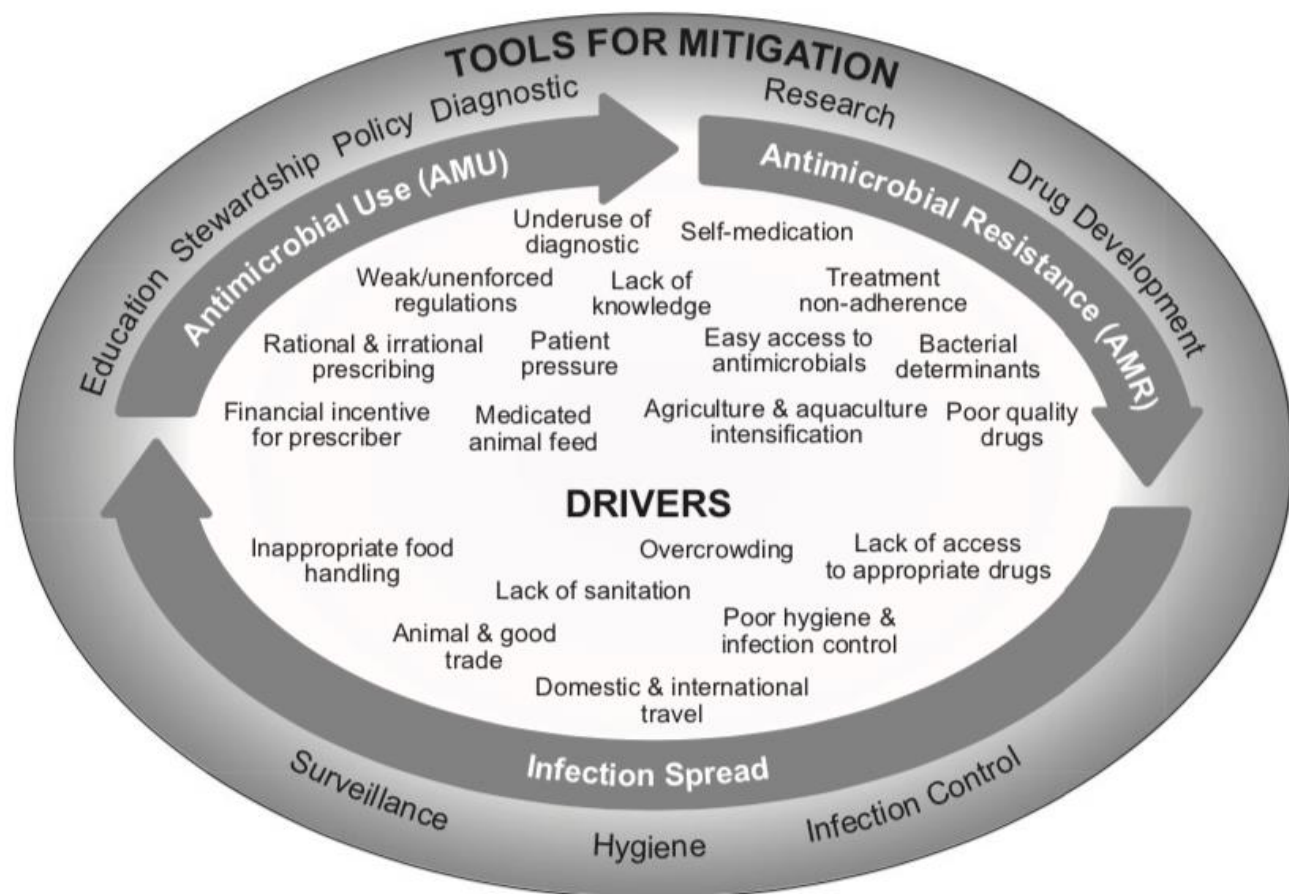 TOOLS FOR MITIGATION
Education Stewardship Policy Diagnostic
Research
Drug Development
Antimicrobial Use (AMU)
Antimicrobial Resistance (AMR)
Underuse of
diagnostic
Self-medication
Weak/unenforced
regulations
Lack of
knowledge
Treatment
non-adherence
Rational & irrational
prescribing
Patient
pressure
Easy access to
antimicrobials
Bacterial
determinants
Financial incentive
for prescriber
Medicated
animal feed
Agriculture & aquaculture
intensification
Poor quality
drugs
DRIVERS
Inappropriate food
handling
Overcrowding
Lack of access
to appropriate drugs
Lack of sanitation
Animal & good
trade
Poor hygiene &
infection control
Domestic & international
travel
Infection Spread
Surveillance
Hygiene
Infection Control